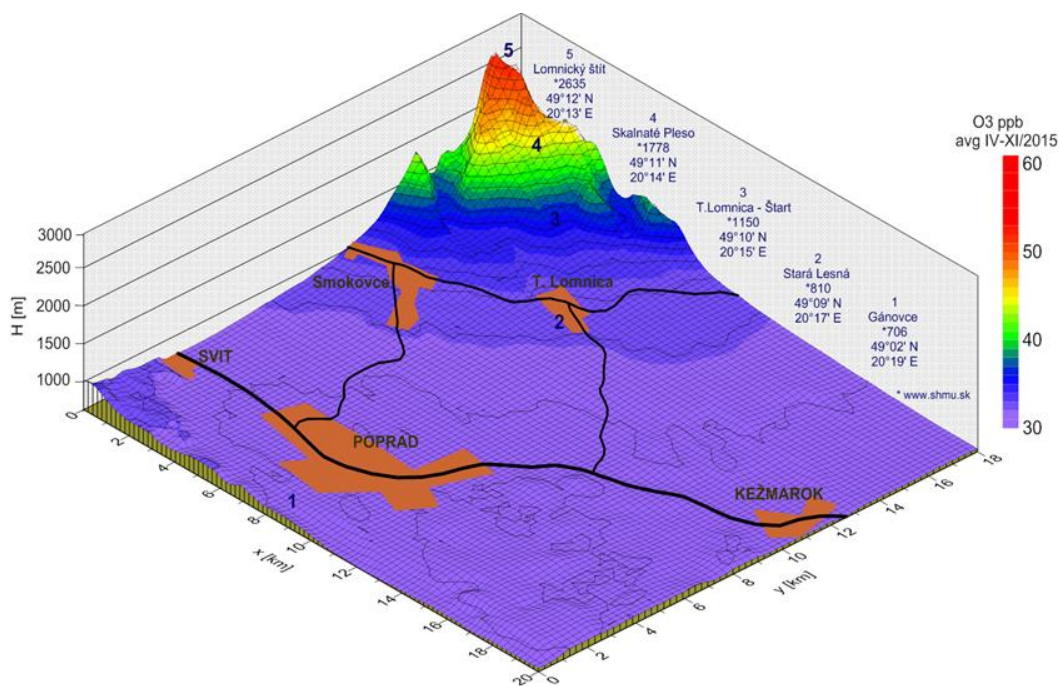 5
Lomnický štít
*2635
49°12' N
20°13' E
4
Skalnaté Pleso
*1778
49°11' N
20°14' E
3
T.Lomnica - Štart
*1150
49°10' N
20°15' E
2
Stará Lesná
*810
49°09' N
20°17' E
1
Gánovce
*706
49°02' N
20°19' E
* www.shmu.sk
O3 ppb
avg IV-XI/2015
60
50
40
30
H [m]
3000
2500
2000
1500
1000
5
4
3
Smokovce
T. Lomnica
2
SVIT
POPRAD
1
KEŽMAROK
x [km]
0
2
4
6
8
10
12
14
16
18
20
y [km]
0
2
4
6
8
10
12
14
16
18